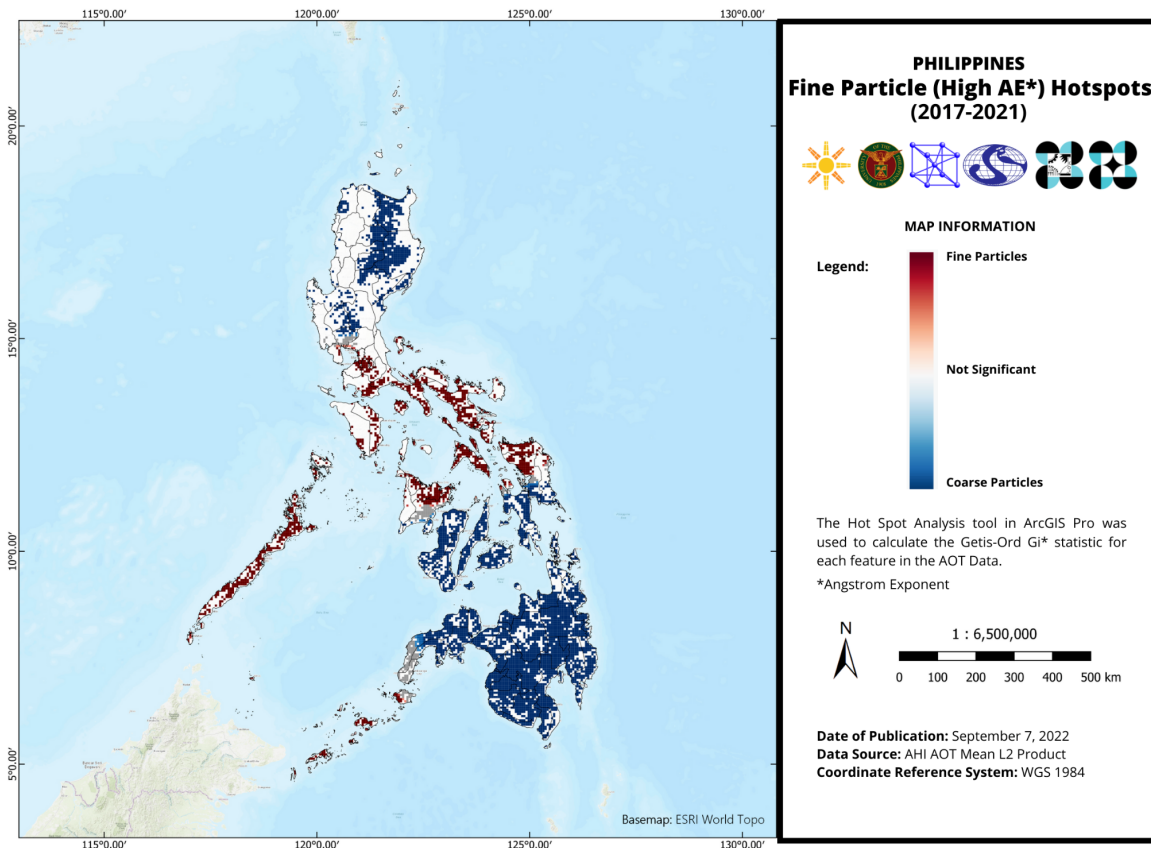 115°0.00'
120°0.00'
125°0.00'
130°0.00'
20°0.00'
15°0.00'
10°0.00'
5°0.00'
115°0.00'
120°0.00'
125°0.00'
130°0.00'
Basemap: ESRI World Topo
PHILIPPINES
Fine Particle (High AE*) Hotspots
(2017-2021)
MAP INFORMATION
Legend:
Fine Particles
Not Significant
Coarse Particles
The Hot Spot Analysis tool in ArcGIS Pro was
used to calculate the Getis-Ord Gi* statistic for
each feature in the AOT Data.
*Angstrom Exponent
N
1 : 6,500,000
0 100 200 300 400 500 km
Date of Publication: September 7, 2022
Data Source: AHI AOT Mean L2 Product
Coordinate Reference System: WGS 1984